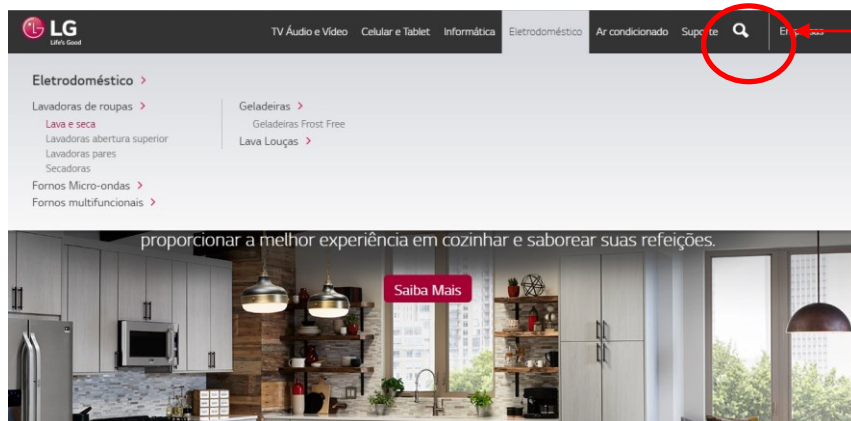 LG
Life's Good
TV Áudio e Vídeo Celular e Tablet Informática Eletrodoméstico Ar condicionado Suporte
Eletrodoméstico >
Lavadoras de roupas >
Lava e seca
Lavadoras abertura superior
Lavadoras pares
Secadoras
Fornos Micro-ondas >
Fornos multifuncionais >
Geladeiras >
Geladeiras Frost Free
Lava Louças >
proporcionar a melhor experiência em cozinhar e saborear suas refeições.
Saiba Mais